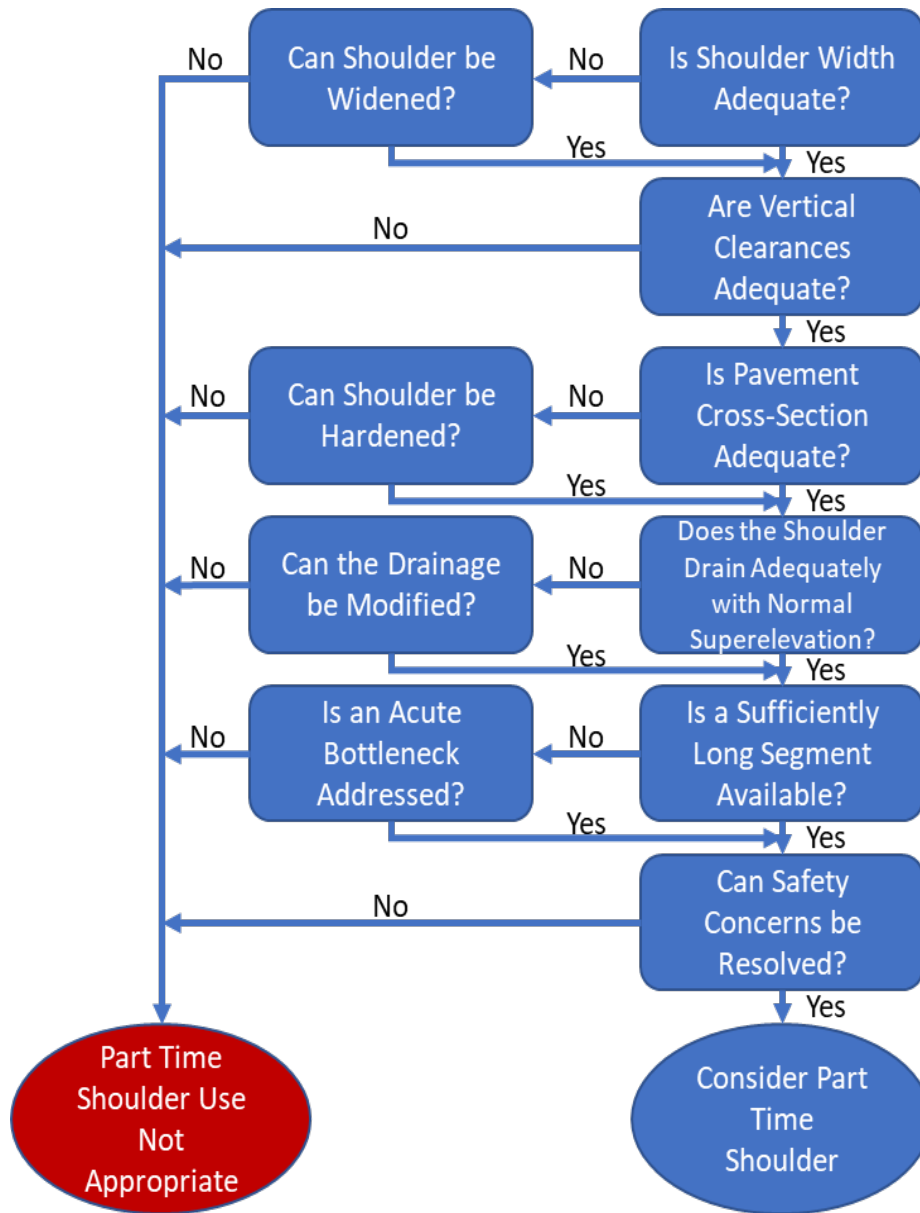 No
Can Shoulder be
Widened?
No
Is Shoulder Width
Adequate?
Yes
Yes
No
Are Vertical
Clearances
Adequate?
Yes
No
Can Shoulder be
Hardened?
No
Is Pavement
Cross-Section
Adequate?
Yes
Yes
No
Can the Drainage
be Modified?
No
Does the Shoulder
Drain Adequately
with Normal
Superelevation?
Yes
Yes
No
Is an Acute
Bottleneck
Addressed?
No
Is a Sufficiently
Long Segment
Available?
Yes
Yes
No
Can Safety
Concerns be
Resolved?
Yes
Part Time
Shoulder Use
Not
Appropriate
Consider Part
Time
Shoulder